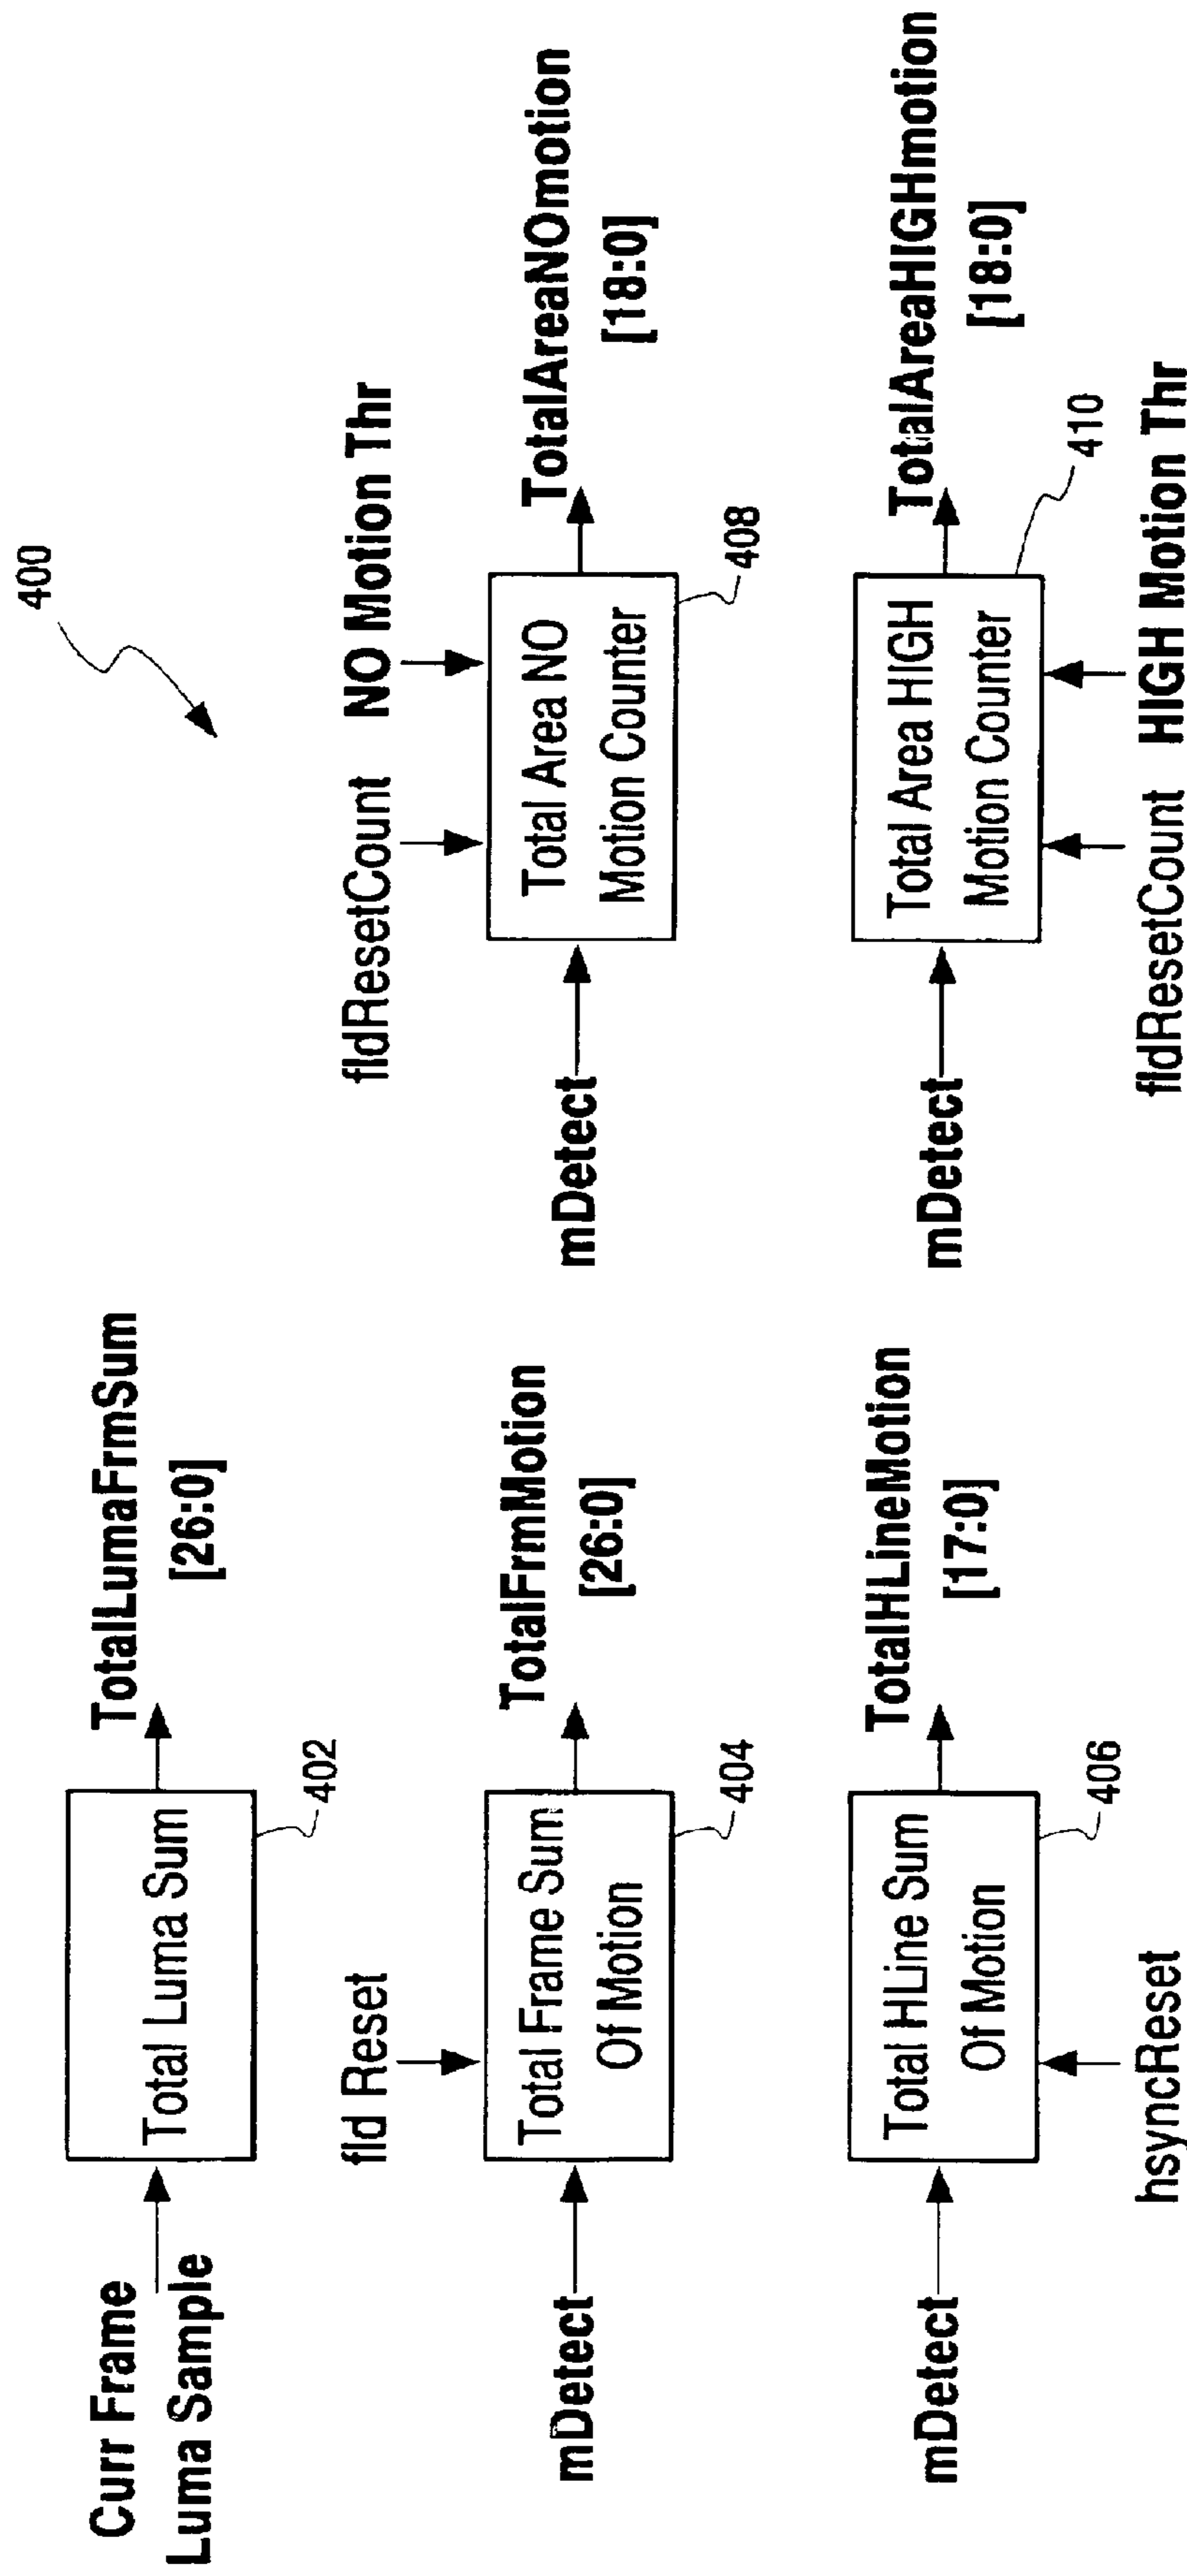 400
Curr Frame
Luma Sample
Total Luma Sum
402
TotalLumaFrmSum
[26:0]
fld Reset
mDetect
Total Frame Sum
Of Motion
404
TotalFrmMotion
[26:0]
mDetect
Total HLine Sum
Of Motion
406
TotalHLineMotion
[17:0]
hsyncReset
fldResetCount
NO Motion Thr
mDetect
Total Area NO
Motion Counter
408
TotalAreaNOmotion
[18:0]
mDetect
Total Area HIGH
Motion Counter
410
TotalAreaHIGHmotion
[18:0]
fldResetCount
HIGH Motion Thr